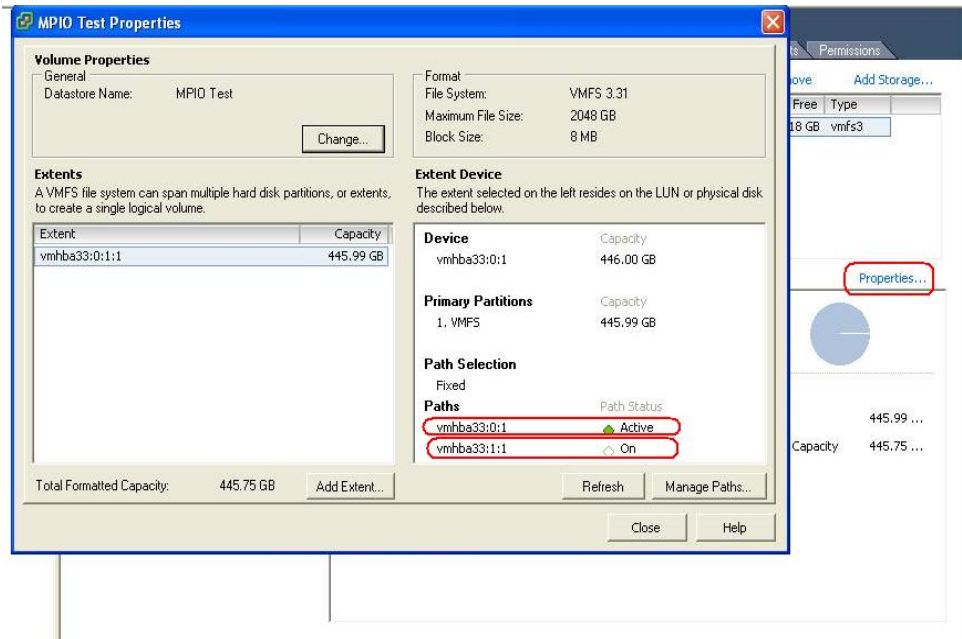 MPIO Test Properties
Volume Properties
General
Datastore Name: MPIO Test
Change...
Format
File System: VMFS 3.31
Maximum File Size: 2048 GB
Block Size: 8 MB
Extents
A VMFS file system can span multiple hard disk partitions, or extents,
to create a single logical volume.
Extent Capacity
vmhba33:0:1:1 445.99 GB
Total Formatted Capacity: 445.75 GB
Add Extent...
Extent Device
The extent selected on the left resides on the LUN or physical disk
described below.
Device Capacity
vmhba33:0:1 446.00 GB
Primary Partitions Capacity
1. VMFS 445.99 GB
Path Selection
Fixed
Paths Path Status
vmhba33:0:1 Active
vmhba33:1:1 On
Refresh Manage Paths...
Close Help
ts Permissions
ove Add Storage...
Free Type
18 GB vmfs3
Properties...
445.99 ...
Capacity 445.75 ...